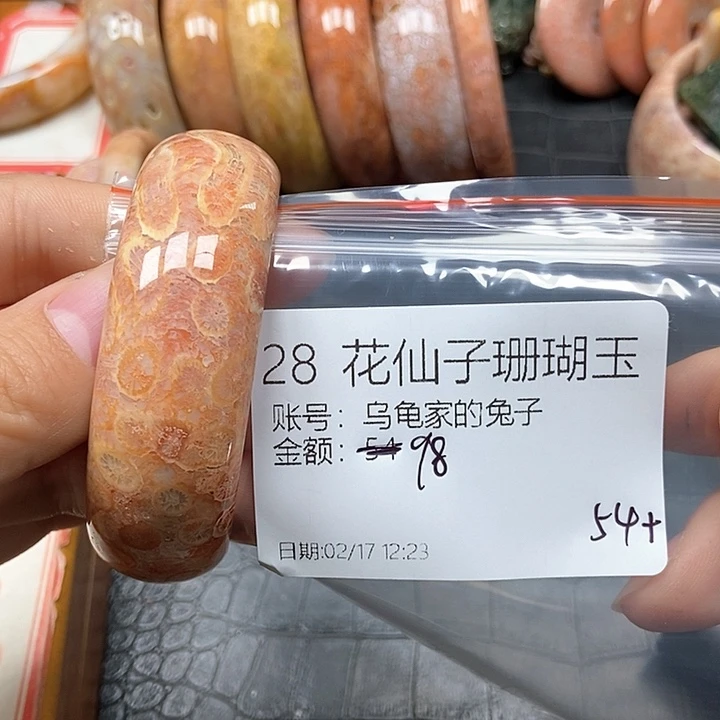 28 花仙子珊瑚玉
账号：乌龟家的兔子
金额：54 98
54+
日期:02/17 12:23